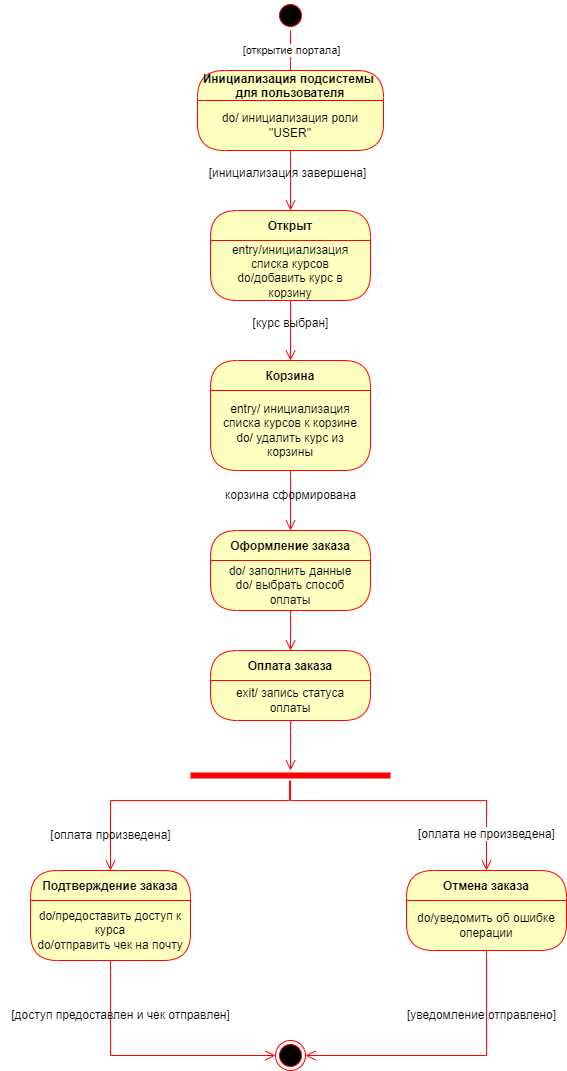 [открытие портала]
Инициализация подсистемы
для пользователя
do/ инициализация роли
"USER"
[инициализация завершена]
Открыт
entry/инициализация
списка курсов
do/добавить курс в
корзину
[курс выбран]
Корзина
entry/ инициализация
списка курсов к корзине
do/ удалить курс из
корзины
корзина сформирована
Оформление заказа
do/ заполнить данные
do/ выбрать способ
оплаты
Оплата заказа
exit/ запись статуса
оплаты
[оплата произведена]
[оплата не произведена]
Подтверждение заказа
do/предоставить доступ к
курса
do/отправить чек на почту
Отмена заказа
do/уведомить об ошибке
операции
[доступ предоставлен и чек отправлен]
[уведомление отправлено]